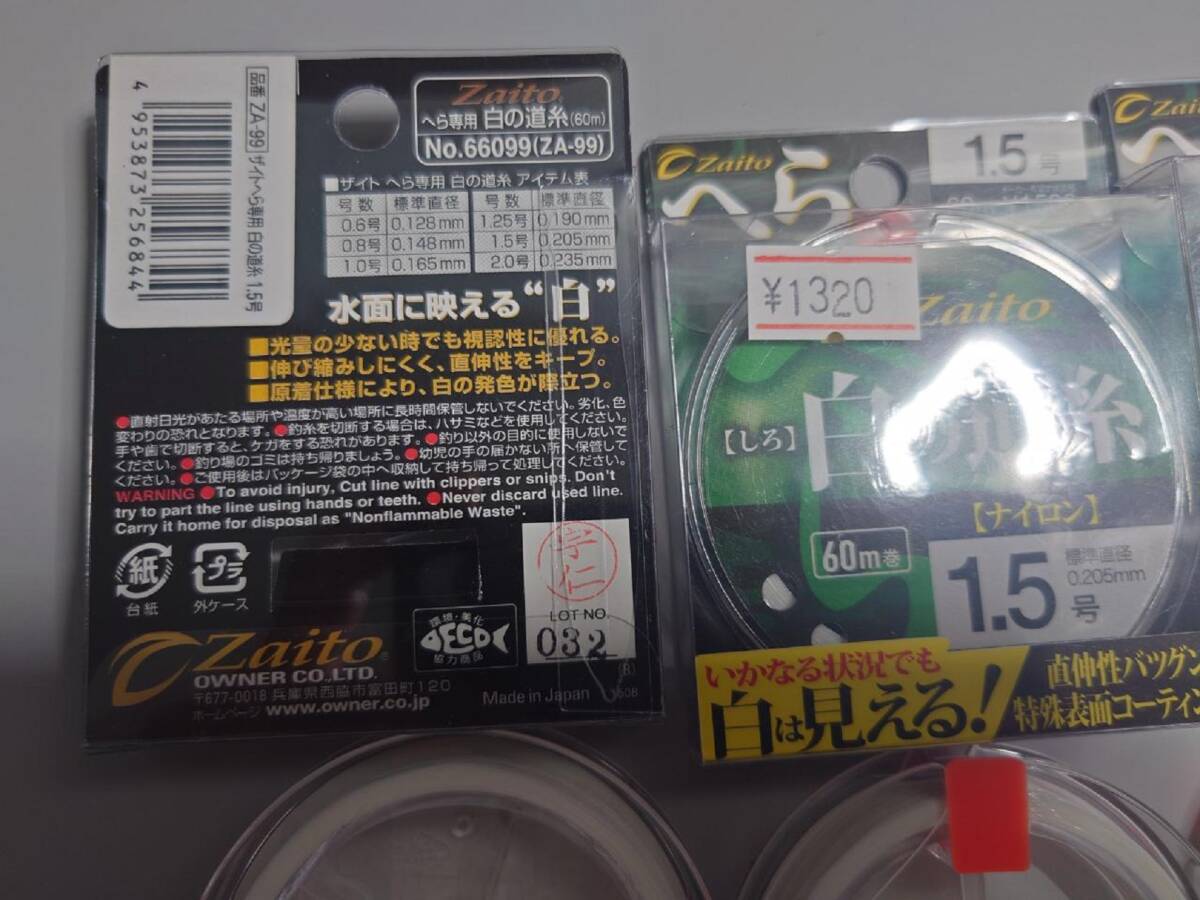 品番 ZA-99 ザイト へら専用 白の道糸 1.5号
4 953873 256844
Zaito
へら専用 白の道糸(60m)
No.66099(ZA-99)
■ザイト へら専用 白の道糸 アイテム表
号数 標準直径 号数 標準直径
0.6号 0.128mm 1.25号 0.190mm
0.8号 0.148mm 1.5号 0.205mm
1.0号 0.165mm 2.0号 0.235mm
水面に映える“白”
■光量の少ない時でも視認性に優れる。
■伸び縮みしにくく、直伸性をキープ。
■原着仕様により、白の発色が際立つ。
●直射日光があたる場所や温度が高い場所に長時間保管しないでください。劣化、色
変わりの恐れとなります。●釣糸を切断する場合は、ハサミなどを使用してください。
手や歯で切断すると、ケガをする恐れがあります。●釣り以外の目的に使用しないで
ください。●釣り場のゴミは持ち帰りましょう。●幼児の手の届かない所へ保管して
ください。●ご使用後はパッケージ袋の中へ収納して持ち帰って処理してください。
WARNING ●To avoid injury, Cut line with clippers or snips. Don't
try to part the line using hands or teeth. ●Never discard used line.
Carry it home for disposal as "Nonflammable Waste".
紙
台紙
プラ
外ケース
宇仁
LOT NO.
032
環境・美化
ECO
協力商品
Zaito
OWNER CO.,LTD.
〒677-0018 兵庫県西脇市富田町120
ホームページ www.owner.co.jp
Made in Japan
Zaito
へら
1.5号
¥1320
Zaito
白の道糸
【しろ】
【ナイロン】
60m巻
1.5号
標準直径
0.205mm
いかなる状況でも
白は見える!
直伸性バツグン
特殊表面コーティン
Zaito
へ